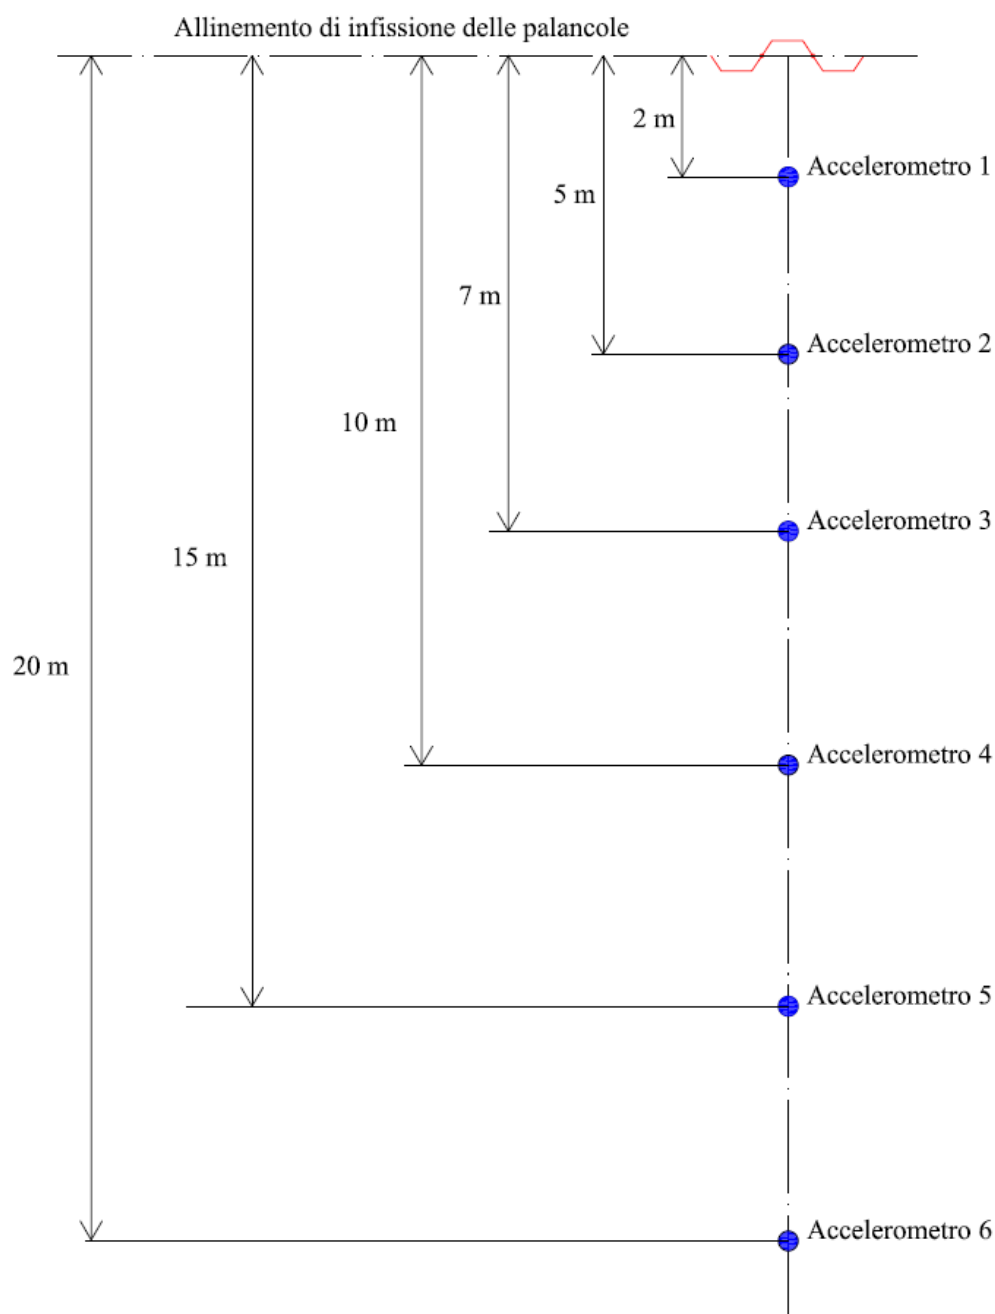 Allinemento di infissione delle palancole
2 m
Accelerometro 1
5 m
7 m
Accelerometro 2
10 m
Accelerometro 3
15 m
20 m
Accelerometro 4
Accelerometro 5
Accelerometro 6